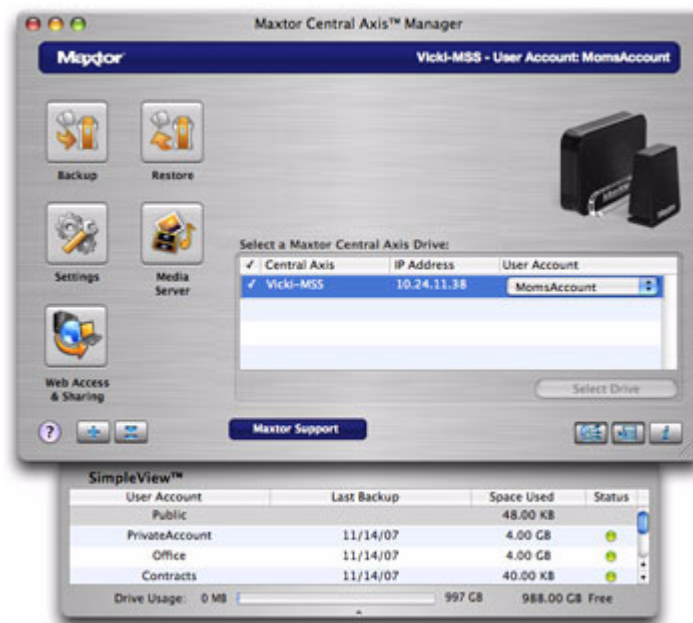 Maxtor Central Axis™ Manager
Maxtor
Vicki-MSS - User Account: MomsAccount
Backup
Restore
Settings
Media Server
Web Access & Sharing
Select a Maxtor Central Axis Drive:
✓ Central Axis IP Address User Account
✓ Vicki-MSS 10.24.11.38 MomsAccount
Select Drive
?
Maxtor Support
i
SimpleView™
User Account Last Backup Space Used Status
Public 48.00 KB
PrivateAccount 11/14/07 4.00 GB
Office 11/14/07 4.00 GB
Contracts 11/14/07 40.00 KB
Drive Usage: 0 MB 997 GB 988.00 GB Free